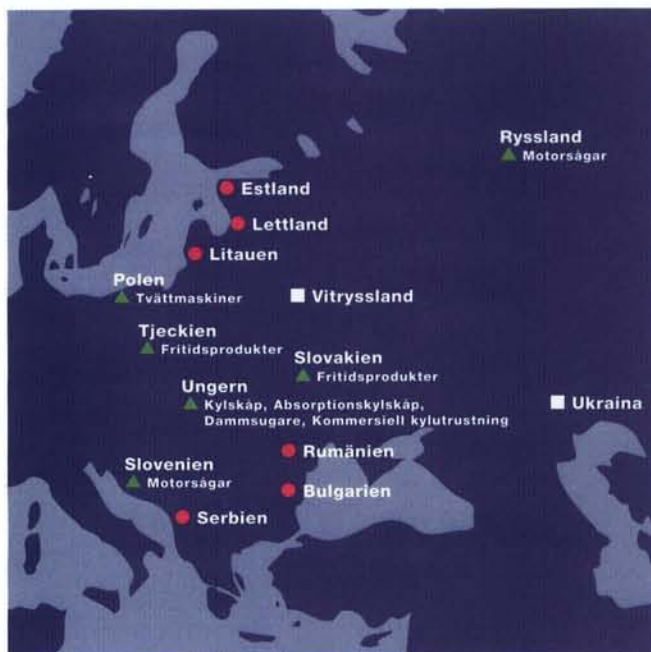 Ryssland
Motorsågar
Estland
Lettland
Litauen
Polen
Tvättmaskiner
Vitryssland
Tjeckien
Fritidsprodukter
Slovakien
Fritidsprodukter
Ungern
Kylskåp, Absorptionskylskåp,
Dammsugare, Kommersiell kylutrustning
Ukraina
Rumänien
Slovenien
Motorsågar
Bulgarien
Serbien